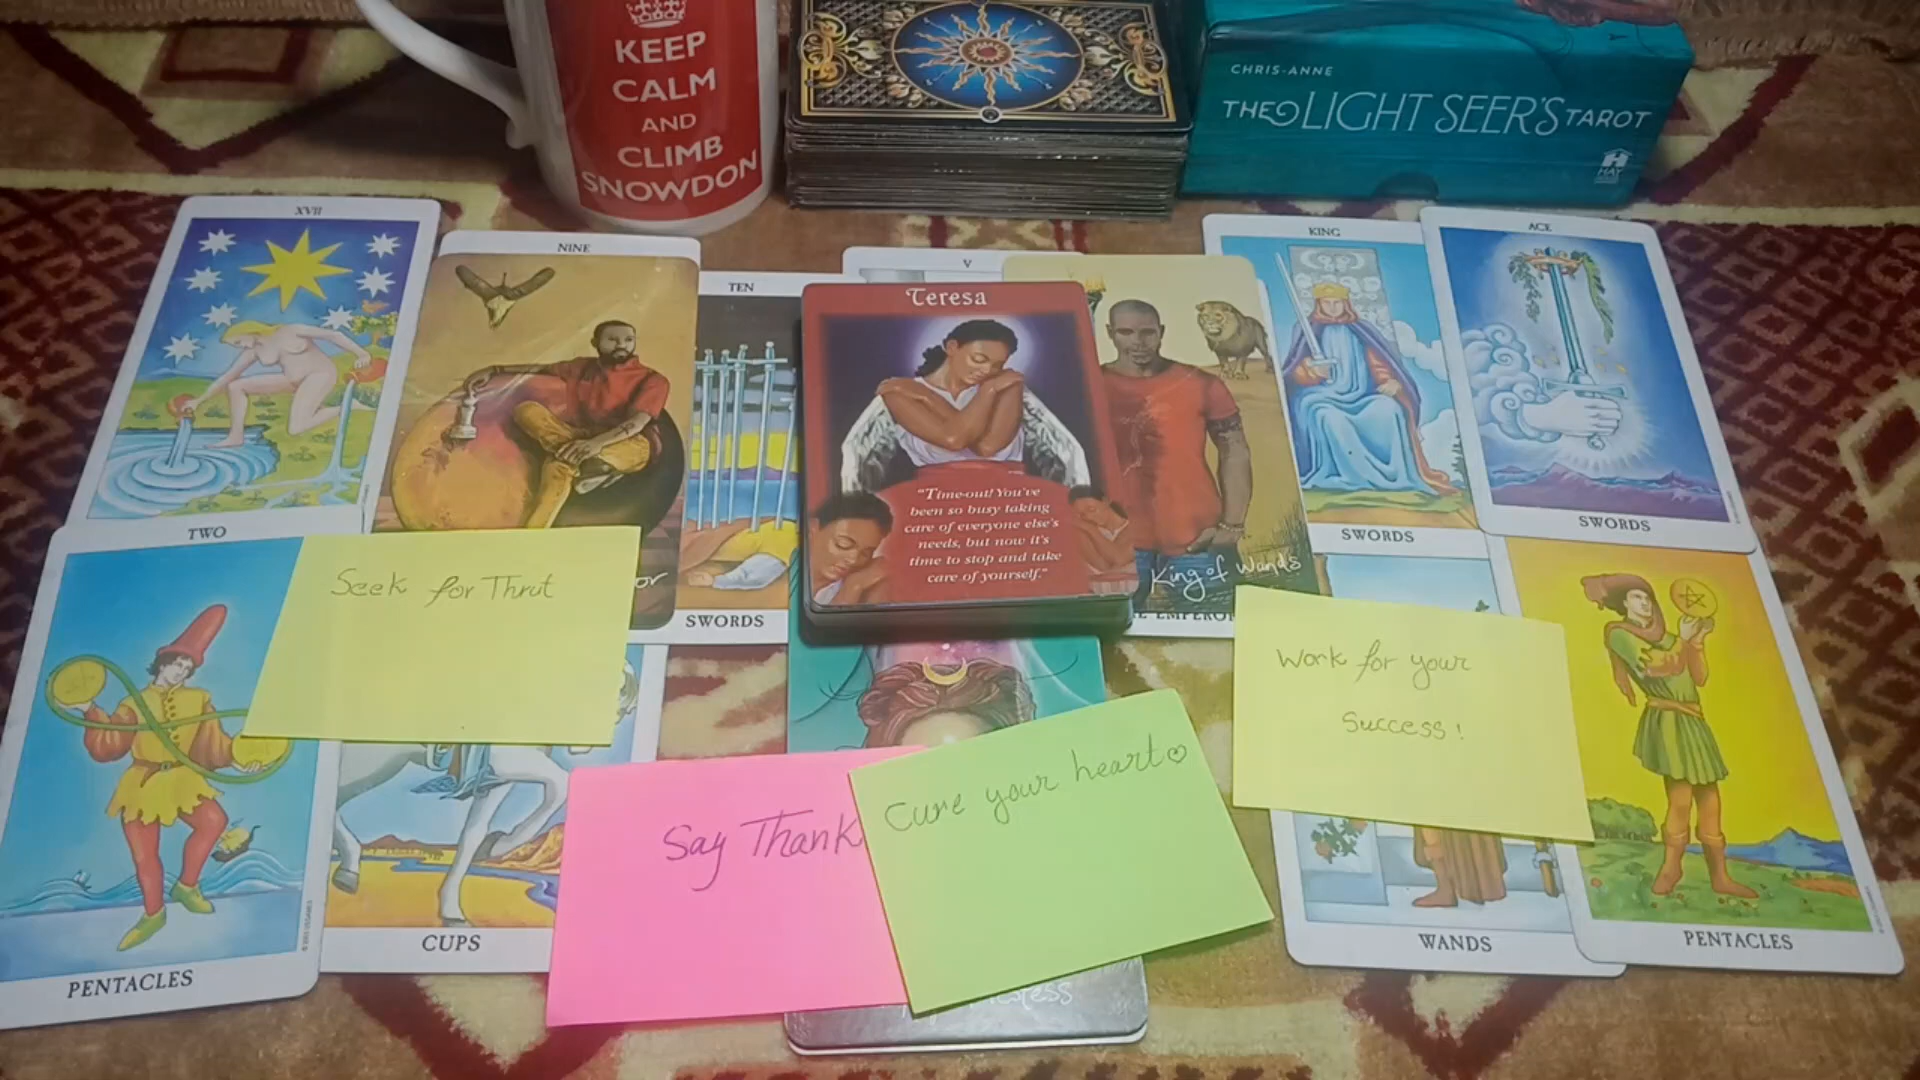 KEEP
CALM
AND
CLIMB
SNOWDON
CHRIS-ANNE
THE LIGHT SEER'S TAROT
HAY
XVII
NINE
TEN
V
KING
ACE
Teresa
"Time-out! You've
been so busy taking
care of everyone else's
needs, but now it's
time to stop and take
care of yourself."
King of Wands
SWORDS
SWORDS
SWORDS
TWO
Seek for Thrut
Work for your
Success!
Say Thank
Cure your heart
PENTACLES
CUPS
WANDS
PENTACLES